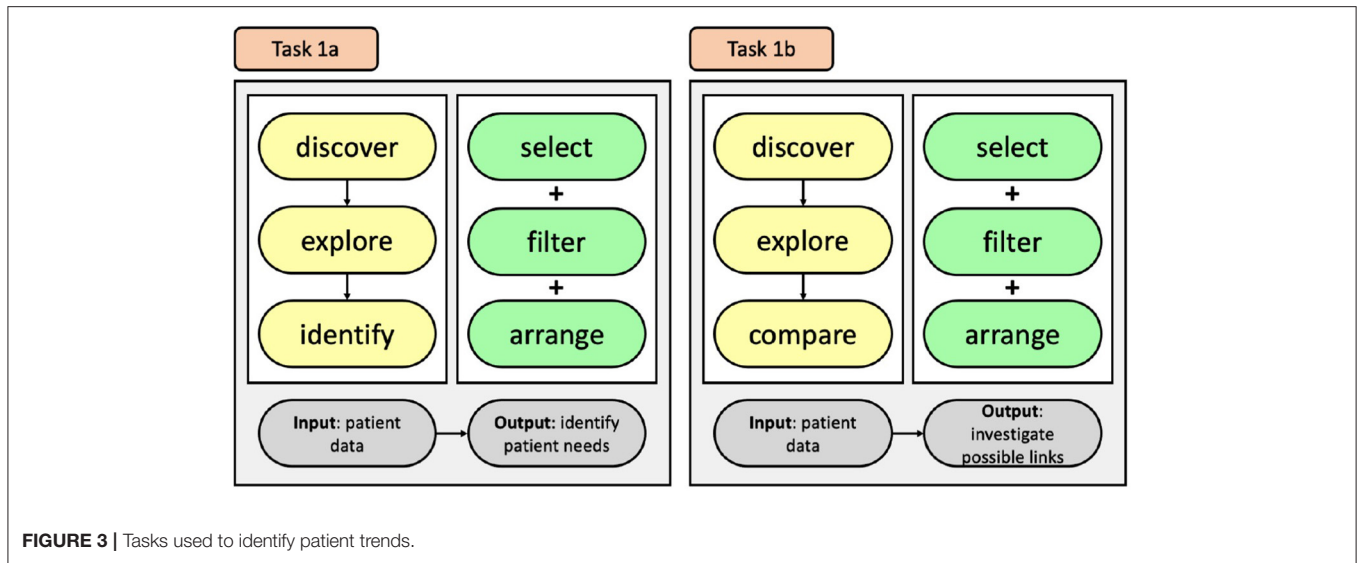 Task 1a
discover
explore
identify
select
+
filter
+
arrange
Input: patient
data
Output: identify
patient needs
Task 1b
discover
explore
compare
select
+
filter
+
arrange
Input: patient
data
Output:
investigate
possible links
FIGURE 3 | Tasks used to identify patient trends.